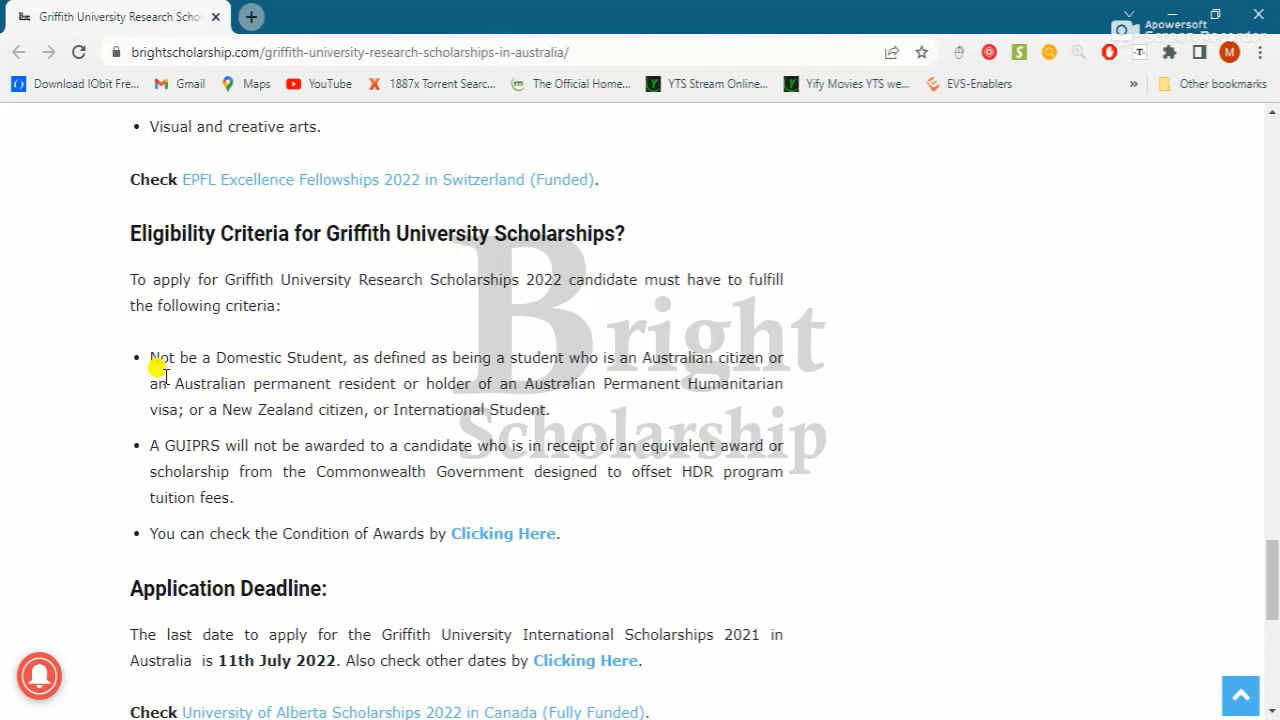 Griffith University Research Schol
Apowersoft
Screen Recorder
brightscholarship.com/griffith-university-research-scholarships-in-australia/
S
-T-
M
Download IObit Fre...
Gmail
Maps
YouTube
1887x Torrent Searc...
The Official Home...
YTS Stream Online...
Yify Movies YTS we...
EVS-Enablers
»
Other bookmarks
• Visual and creative arts.
Check EPFL Excellence Fellowships 2022 in Switzerland (Funded).
Eligibility Criteria for Griffith University Scholarships?
To apply for Griffith University Research Scholarships 2022 candidate must have to fulfill
the following criteria:
• Not be a Domestic Student, as defined as being a student who is an Australian citizen or
an Australian permanent resident or holder of an Australian Permanent Humanitarian
visa; or a New Zealand citizen, or International Student.
• A GUIPRS will not be awarded to a candidate who is in receipt of an equivalent award or
scholarship from the Commonwealth Government designed to offset HDR program
tuition fees.
• You can check the Condition of Awards by Clicking Here.
Bright
Scholarship
Application Deadline:
The last date to apply for the Griffith University International Scholarships 2021 in
Australia is 11th July 2022. Also check other dates by Clicking Here.
Check University of Alberta Scholarships 2022 in Canada (Fully Funded).